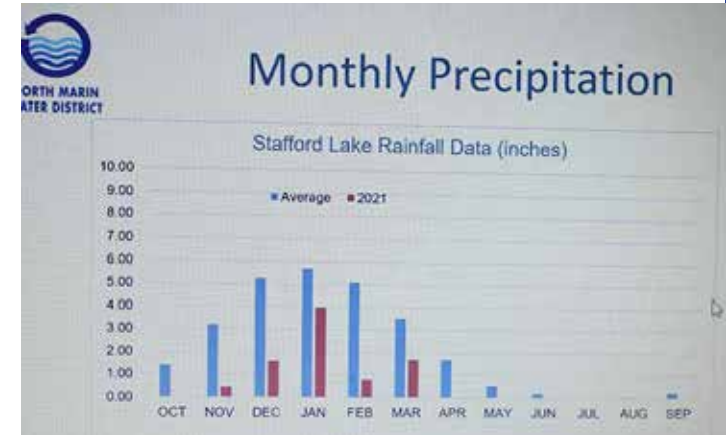 ORTH MARIN
ATER DISTRICT
Monthly Precipitation
Stafford Lake Rainfall Data (inches)
10.00
9.00
8.00
7.00
6.00
5.00
4.00
3.00
2.00
1.00
0.00
Average 2021
OCT NOV DEC JAN FEB MAR APR MAY JUN JUL AUG SEP